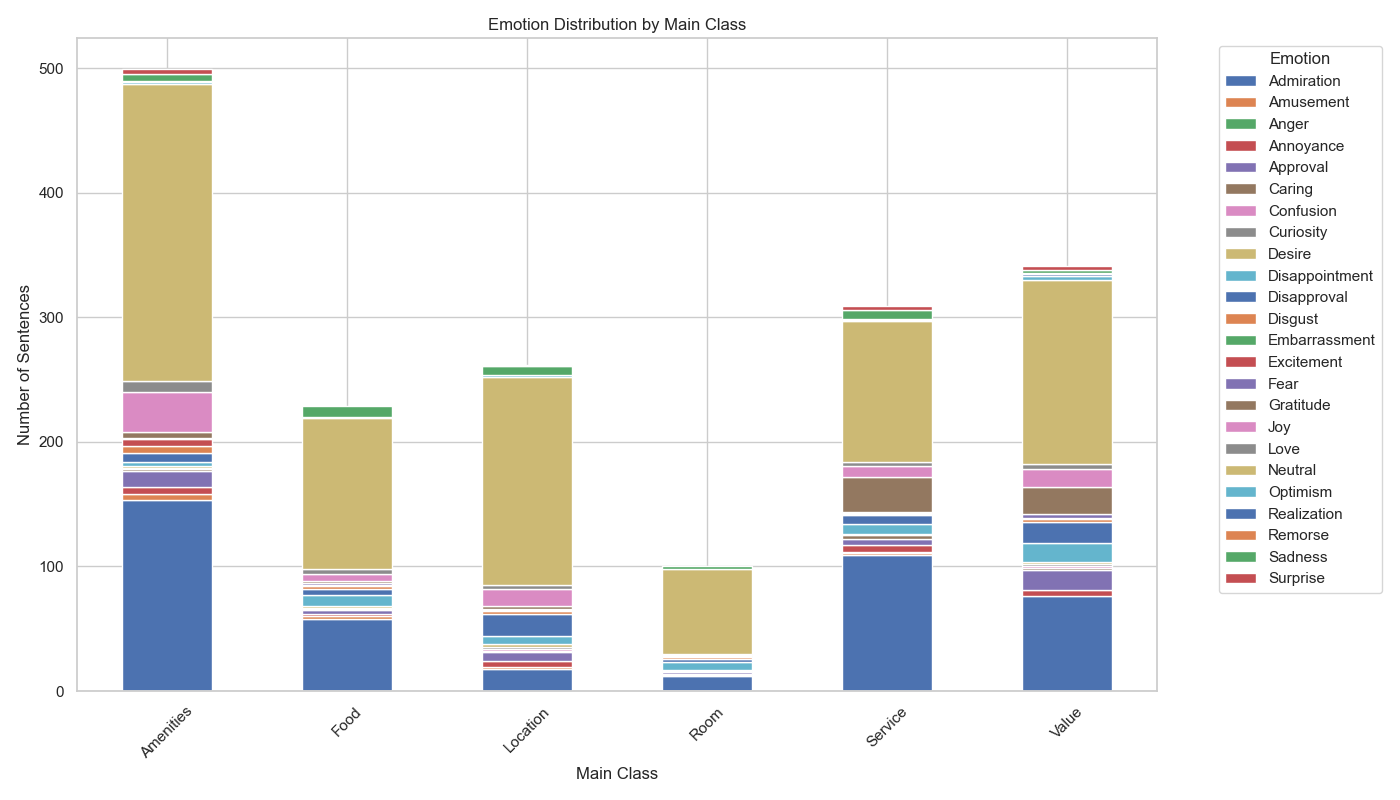 Emotion Distribution by Main Class
Number of Sentences
500
400
300
200
100
0
Amenities
Food
Location
Room
Service
Value
Main Class
Emotion
Admiration
Amusement
Anger
Annoyance
Approval
Caring
Confusion
Curiosity
Desire
Disappointment
Disapproval
Disgust
Embarrassment
Excitement
Fear
Gratitude
Joy
Love
Neutral
Optimism
Realization
Remorse
Sadness
Surprise